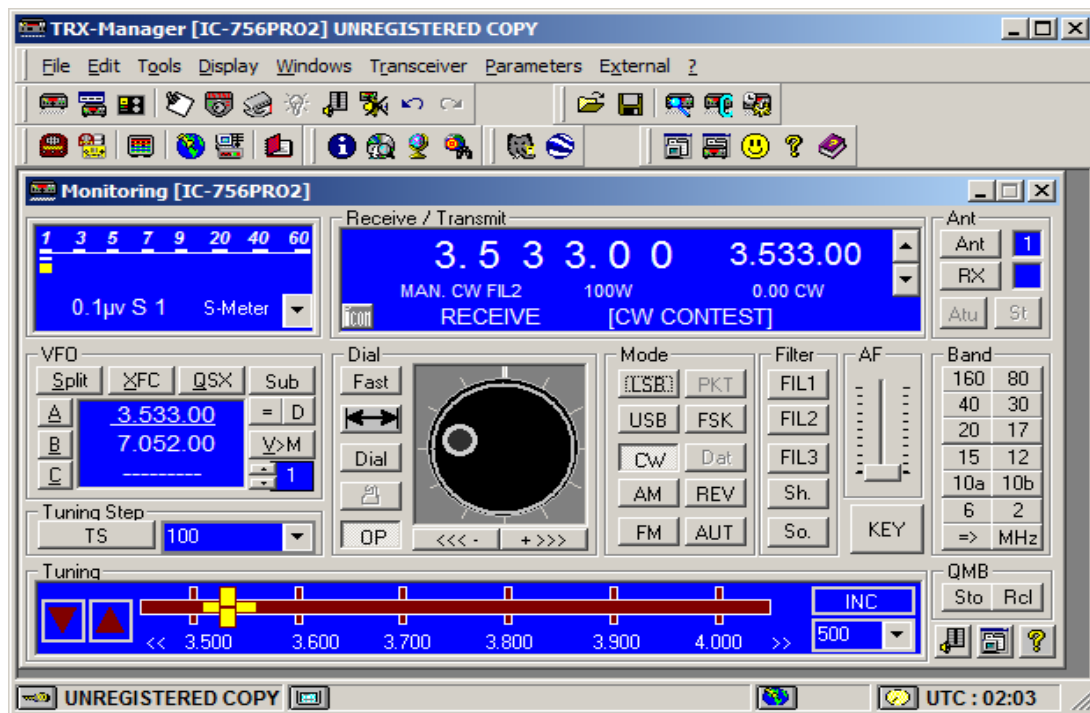 TRX-Manager [IC-756PRO2] UNREGISTERED COPY
File Edit Tools Display Windows Transceiver Parameters External ?
Monitoring [IC-756PRO2]
1 3 5 7 9 20 40 60
0.1µv S 1 S-Meter
Receive / Transmit
3.533.00 3.533.00
MAN. CW FIL2 100W 0.00 CW
ICOM RECEIVE [CW CONTEST]
Ant
Ant 1
RX
Atu St
VFO
Split XFC QSX Sub
A 3.533.00 = D
B 7.052.00 V>M
C --------- 1
Tuning Step
TS 100
Dial
Fast
Dial
OP <<< - + >>>
Mode
LSB PKT
USB FSK
CW Dat
AM REV
FM AUT
Filter
FIL1
FIL2
FIL3
Sh.
So.
AF
KEY
Band
160 80
40 30
20 17
15 12
10a 10b
6 2
=> MHz
Tuning
<< 3.500 3.600 3.700 3.800 3.900 4.000 >>
INC
500
QMB
Sto Rcl
UNREGISTERED COPY UTC : 02:03